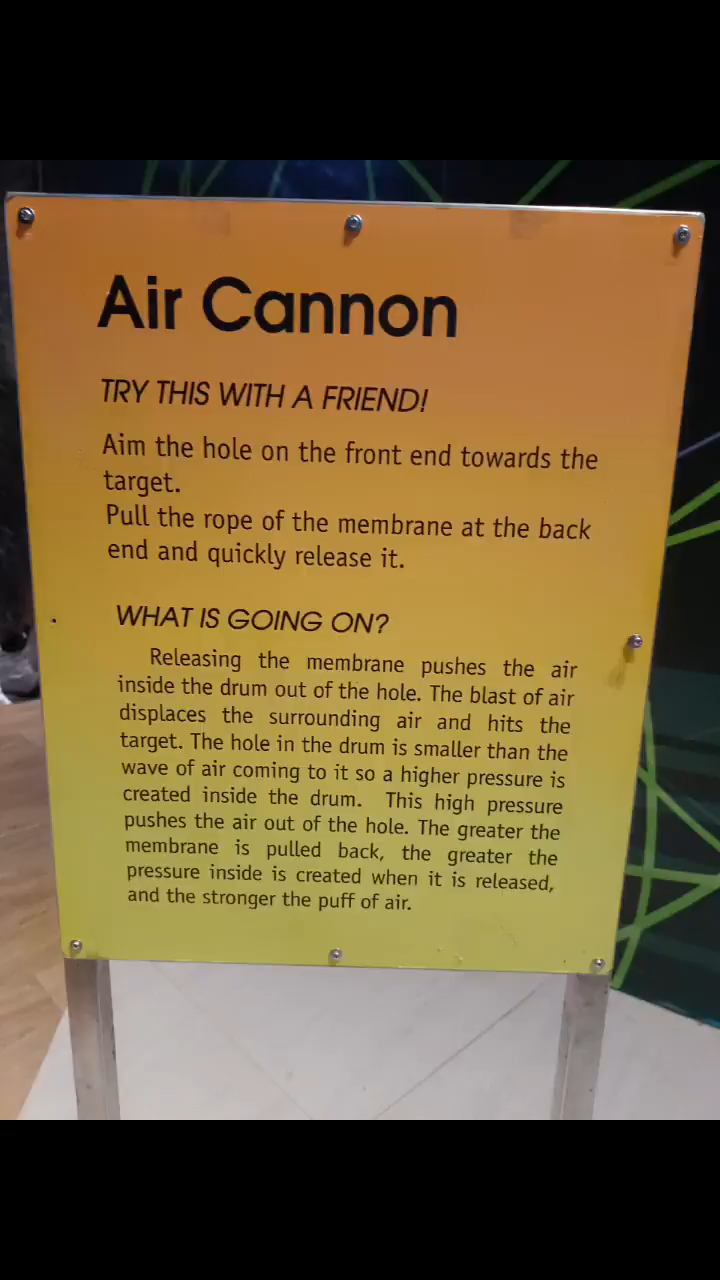 Air Cannon
TRY THIS WITH A FRIEND!
Aim the hole on the front end towards the
target.
Pull the rope of the membrane at the back
end and quickly release it.
WHAT IS GOING ON?
Releasing the membrane pushes the air
inside the drum out of the hole. The blast of air
displaces the surrounding air and hits the
target. The hole in the drum is smaller than the
wave of air coming to it so a higher pressure is
created inside the drum. This high pressure
pushes the air out of the hole. The greater the
membrane is pulled back, the greater the
pressure inside is created when it is released,
and the stronger the puff of air.